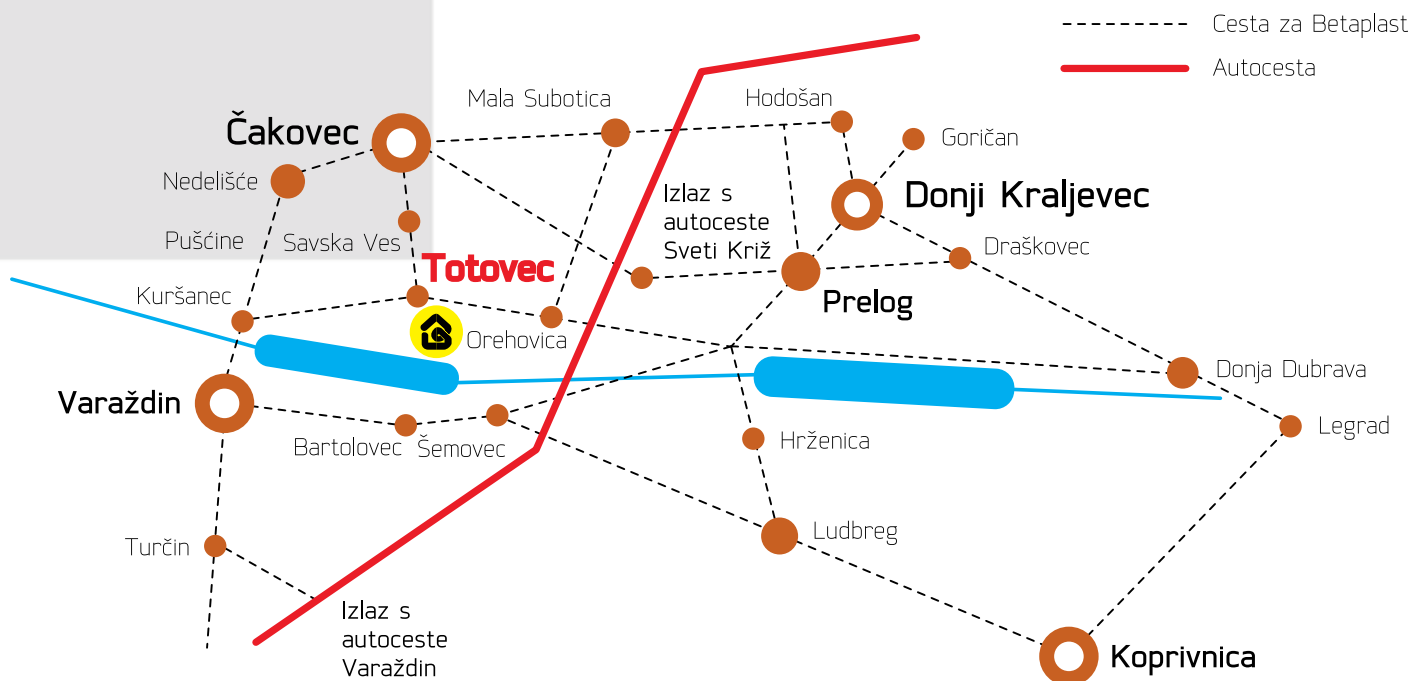 Cesta za Betaplast
Autocesta
Mala Subotica
Hodošan
Čakovec
Goričan
Nedelišće
Izlaz s
autoceste
Sveti Križ
Donji Kraljevec
Pušćine
Savska Ves
Draškovec
Totovec
Kuršanec
Prelog
Orehovica
Donja Dubrava
Varaždin
Legrad
Bartolovec
Šemovec
Hrženica
Ludbreg
Turčin
Izlaz s
autoceste
Varaždin
Koprivnica